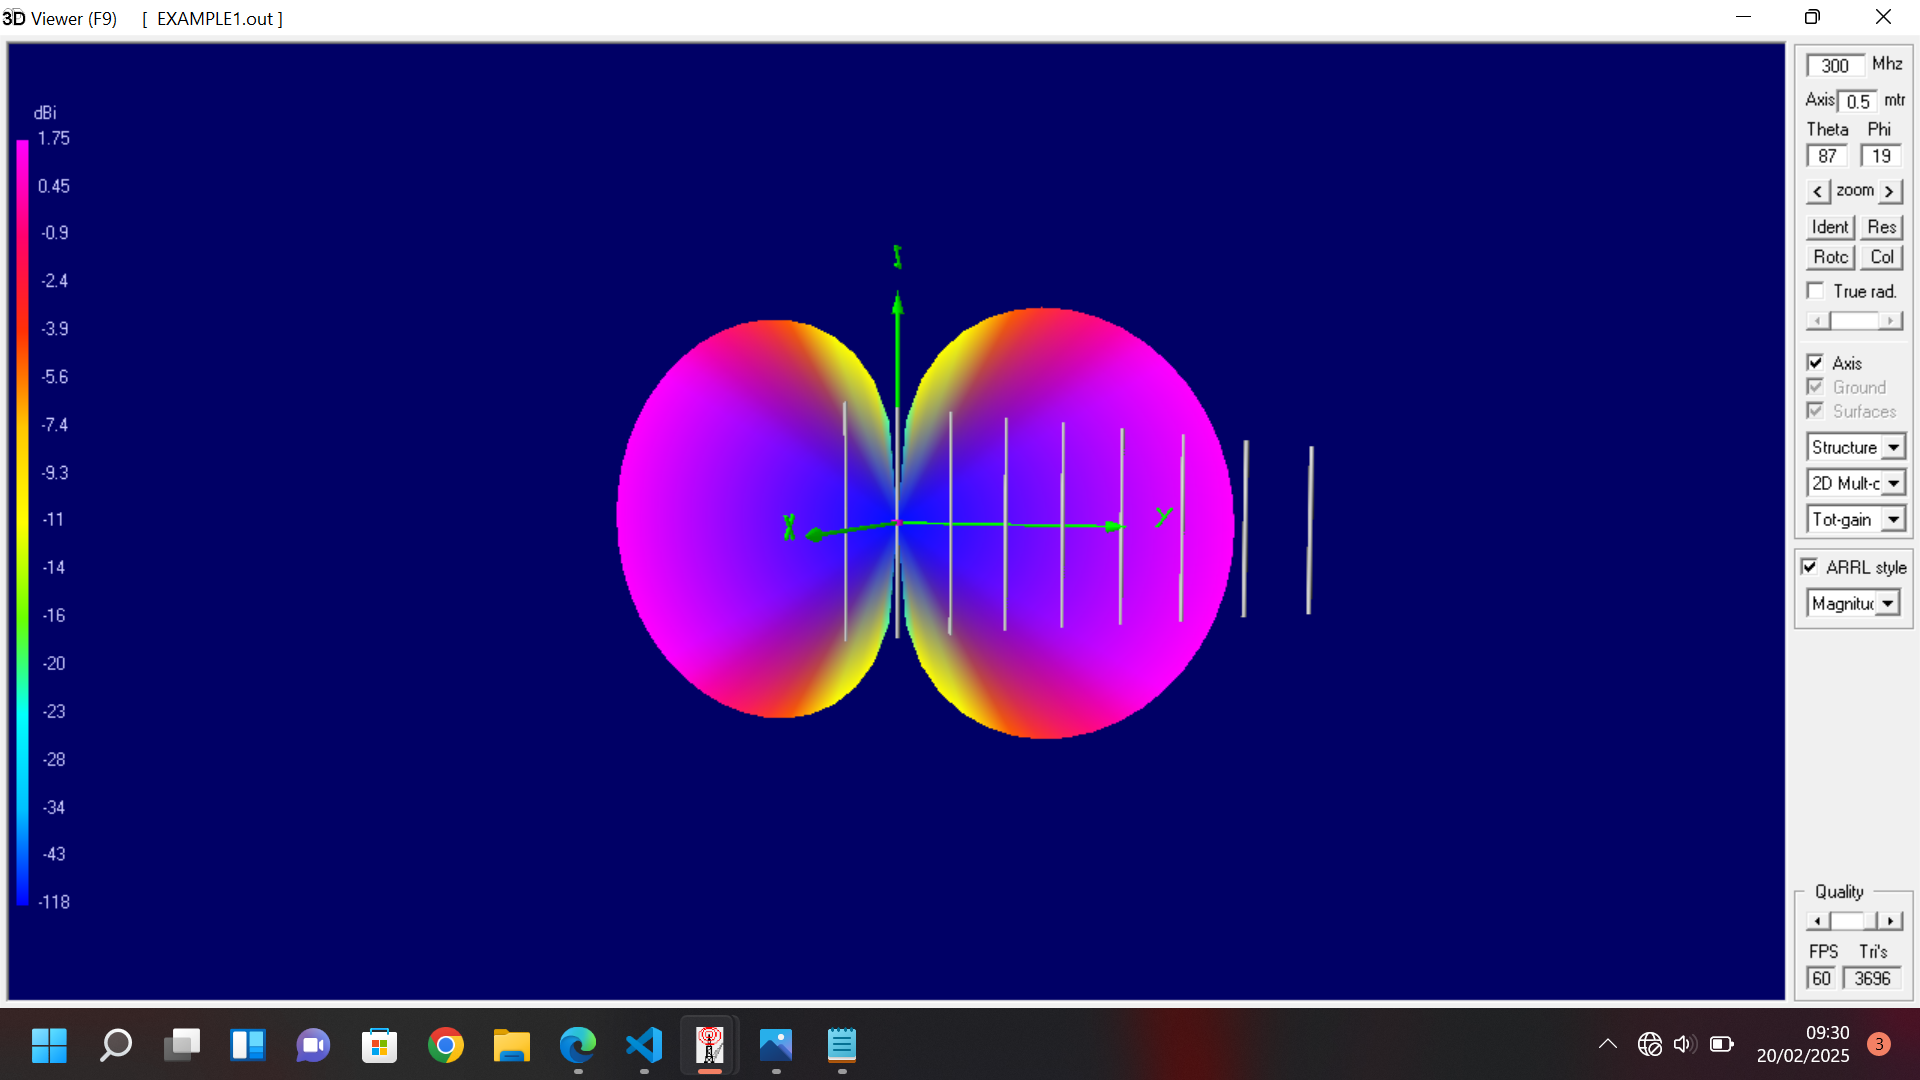 3D Viewer (F9) [ EXAMPLE1.out ]
dBi
1.75
0.45
-0.9
-2.4
-3.9
-5.6
-7.4
-9.3
-11
-14
-16
-20
-23
-28
-34
-43
-118
Z
X
Y
300 Mhz
Axis 0.5 mtr
Theta Phi
87 19
< zoom >
Ident Res
Rotc Col
True rad.
Axis
Ground
Surfaces
Structure
2D Mult-c
Tot-gain
ARRL style
Magnituc
Quality
FPS Tri's
60 3696
09:30
20/02/2025
3